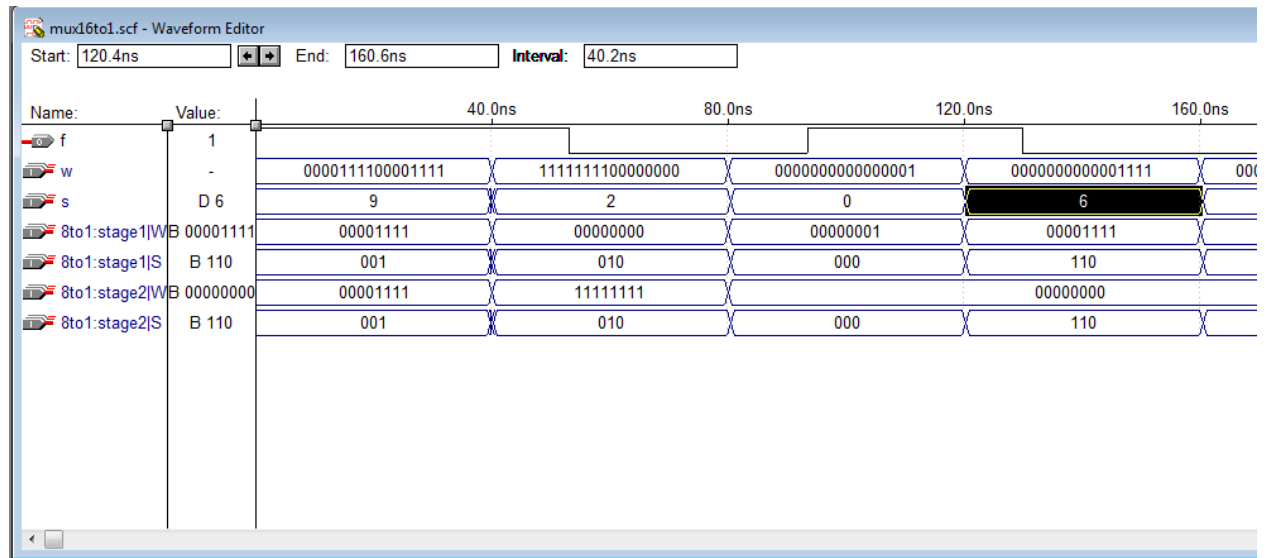 mux16to1.scf - Waveform Editor
Start: 120.4ns End: 160.6ns Interval: 40.2ns
Name: Value: 40.0ns 80.0ns 120.0ns 160.0ns
f 1
w - 0000111100001111 1111111100000000 0000000000000001 0000000000001111 000
s D 6 9 2 0 6
8to1:stage1|W B 00001111 00001111 00000000 00000001 00001111
8to1:stage1|S B 110 001 010 000 110
8to1:stage2|W B 00000000 00001111 11111111 00000000
8to1:stage2|S B 110 001 010 000 110